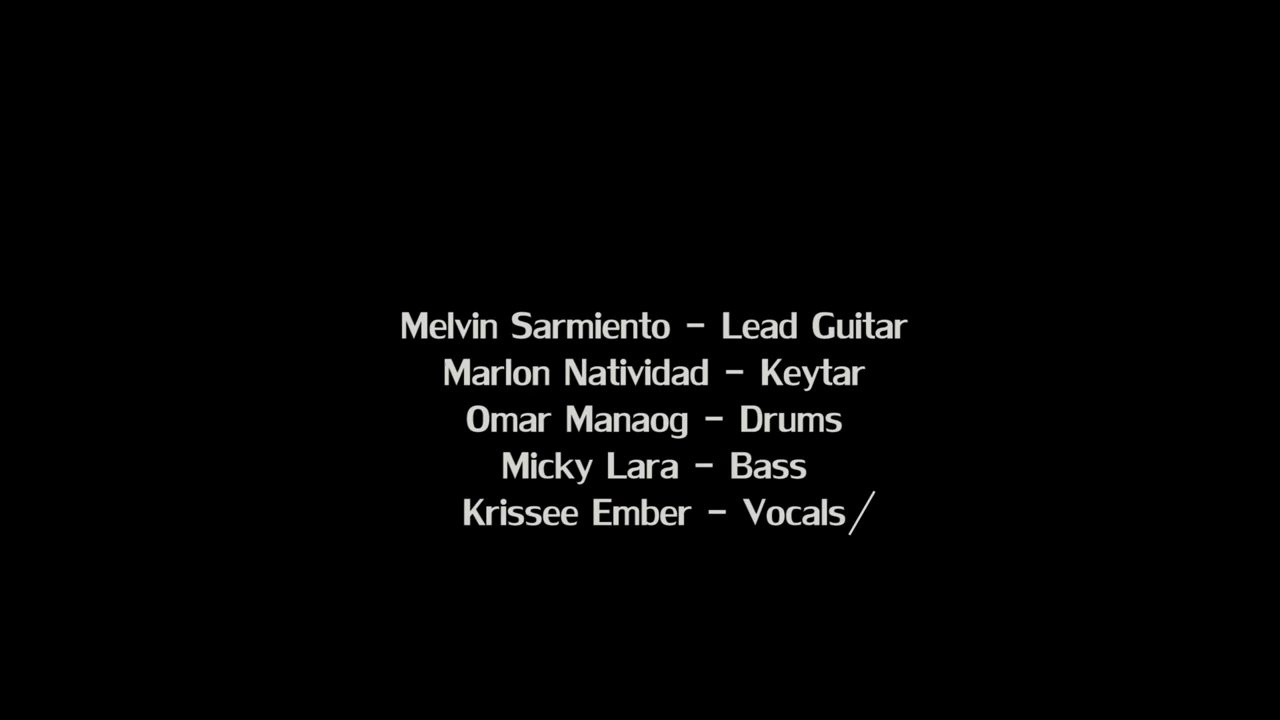 Melvin Sarmiento - Lead Guitar
Marlon Natividad - Keytar
Omar Manaog - Drums
Micky Lara - Bass
Krissee Ember - Vocals/